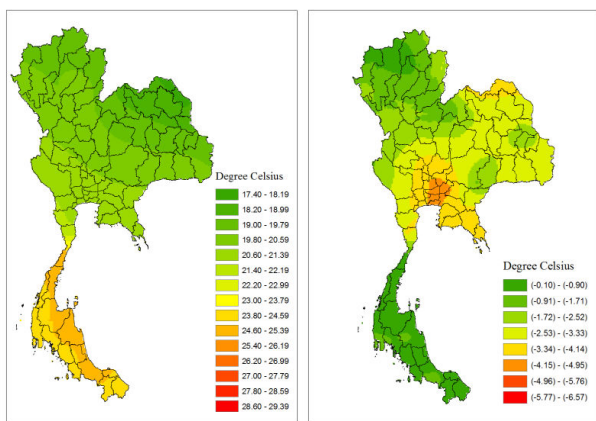 Degree Celsius
17.40 - 18.19
18.20 - 18.99
19.00 - 19.79
19.80 - 20.59
20.60 - 21.39
21.40 - 22.19
22.20 - 22.99
23.00 - 23.79
23.80 - 24.59
24.60 - 25.39
25.40 - 26.19
26.20 - 26.99
27.00 - 27.79
27.80 - 28.59
28.60 - 29.39
Degree Celsius
(-0.10) - (-0.90)
(-0.91) - (-1.71)
(-1.72) - (-2.52)
(-2.53) - (-3.33)
(-3.34) - (-4.14)
(-4.15) - (-4.95)
(-4.96) - (-5.76)
(-5.77) - (-6.57)